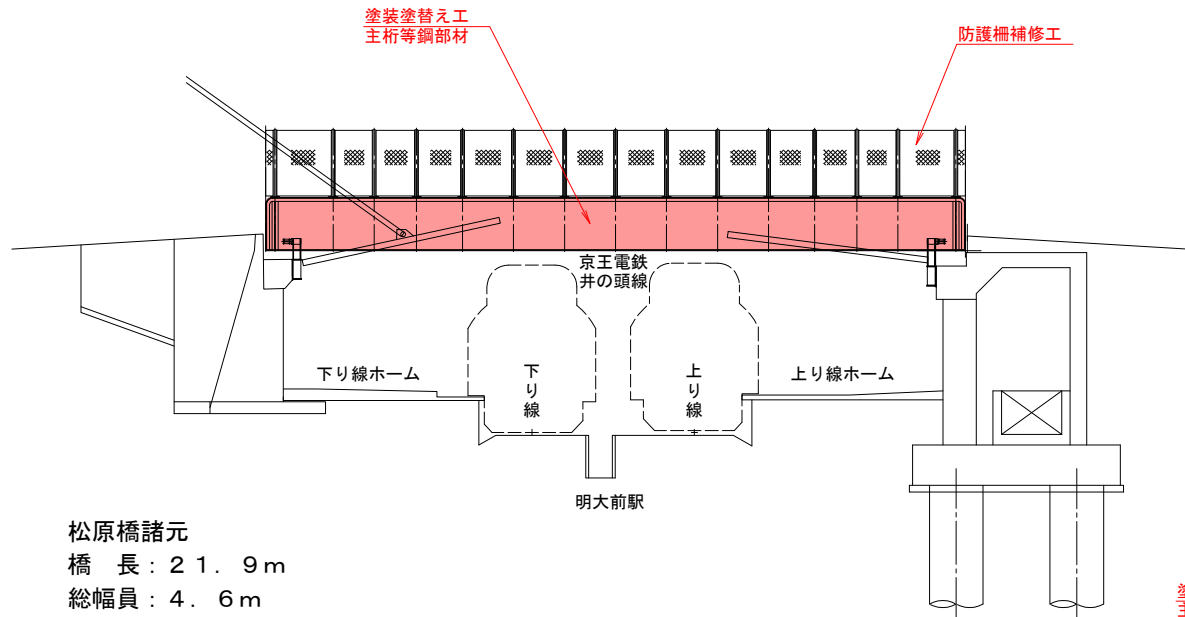 塗装塗替え工
主桁等鋼部材
防護柵補修工
京王電鉄
井の頭線
下り線ホーム
下り線
上り線
上り線ホーム
明大前駅
松原橋諸元
橋　長：２１．９ｍ
総幅員：４．６ｍ